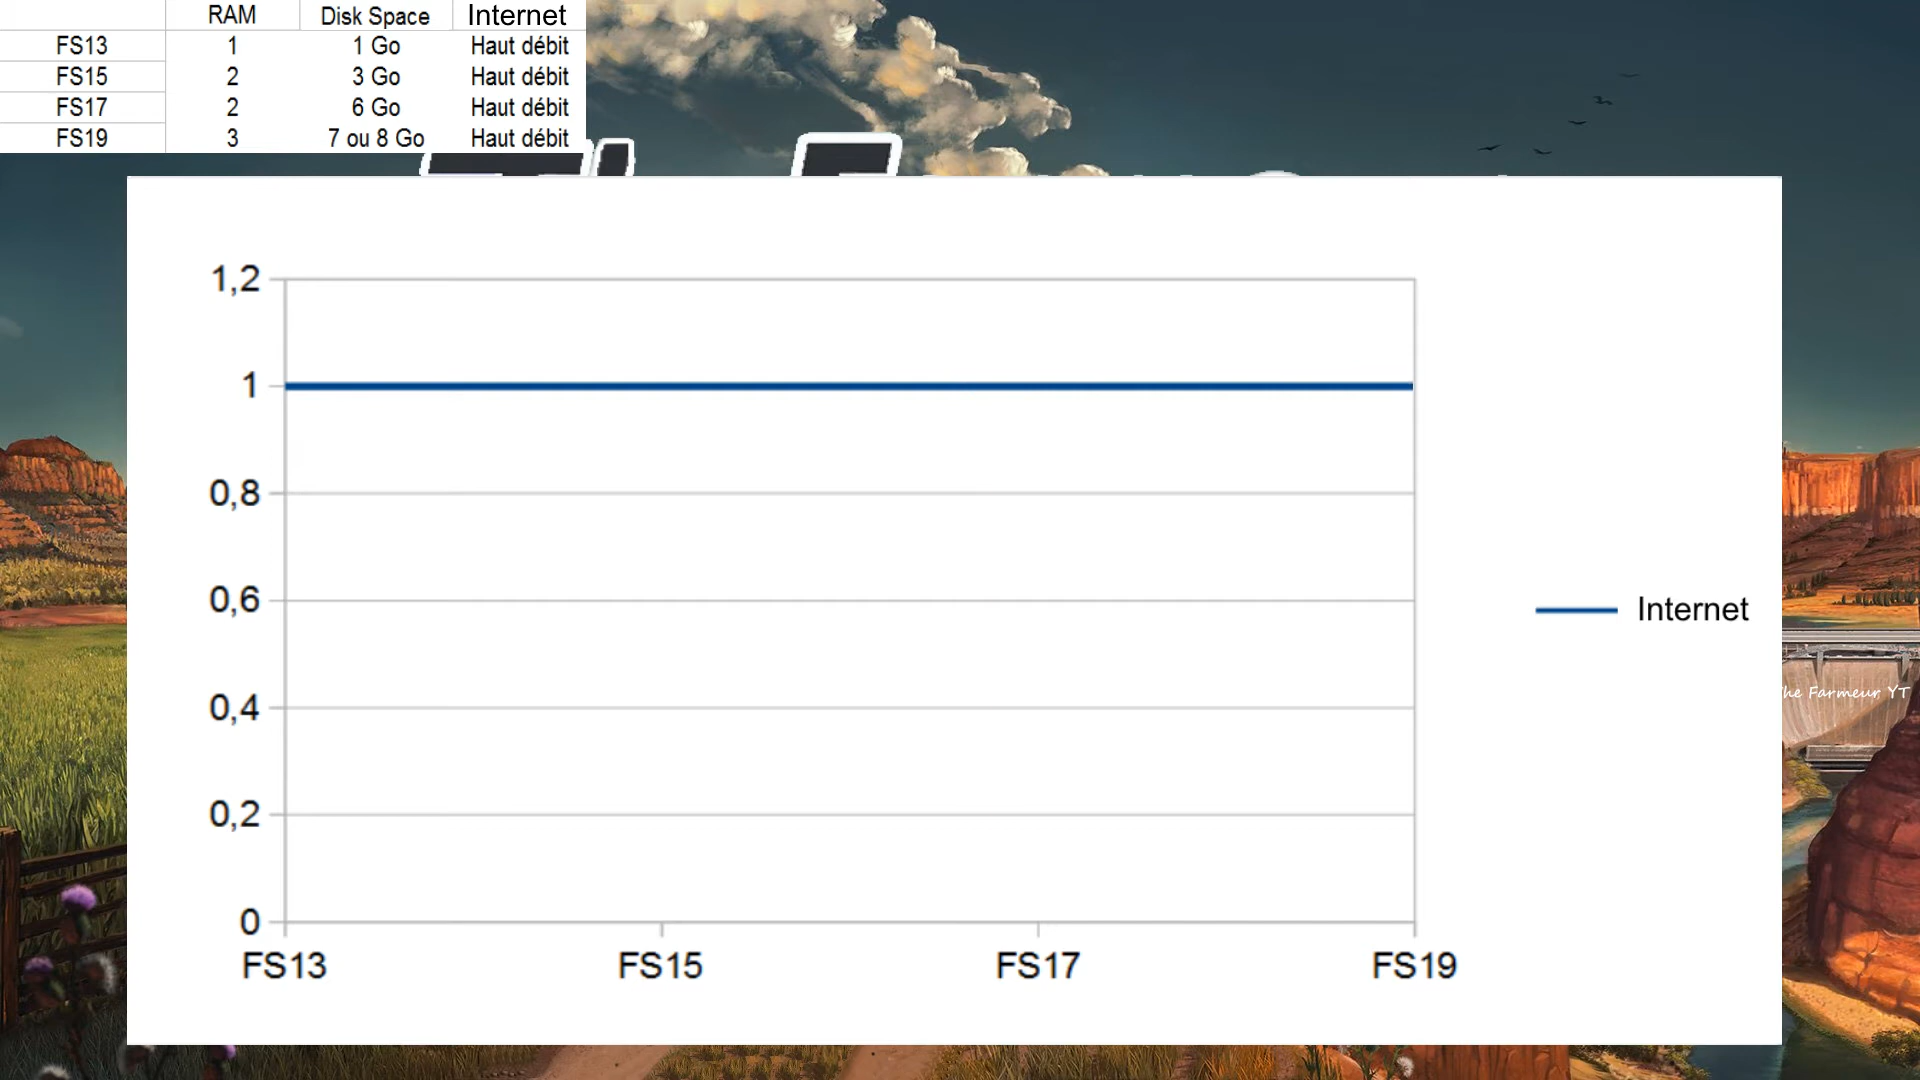 RAM Disk Space Internet
FS13 1 1 Go Haut débit
FS15 2 3 Go Haut débit
FS17 2 6 Go Haut débit
FS19 3 7 ou 8 Go Haut débit
1,2
1
0,8
0,6
0,4
0,2
0
FS13 FS15 FS17 FS19
Internet
Farmeur YT